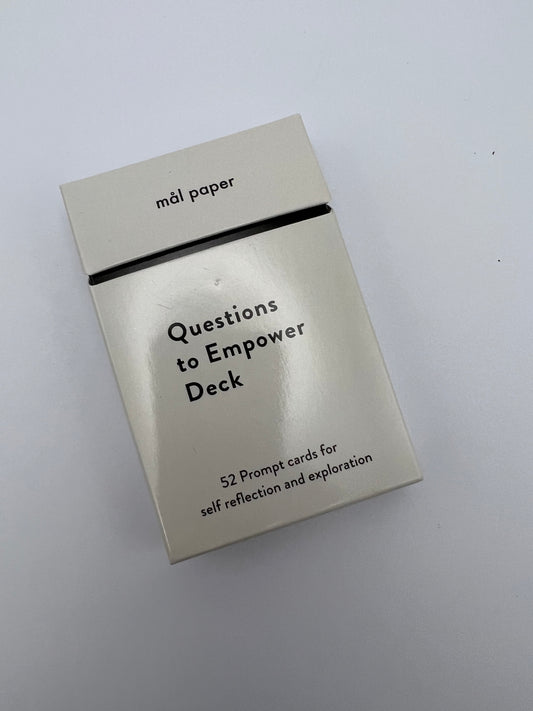 mål paper
Questions
to Empower
Deck
52 Prompt cards for
self reflection and exploration